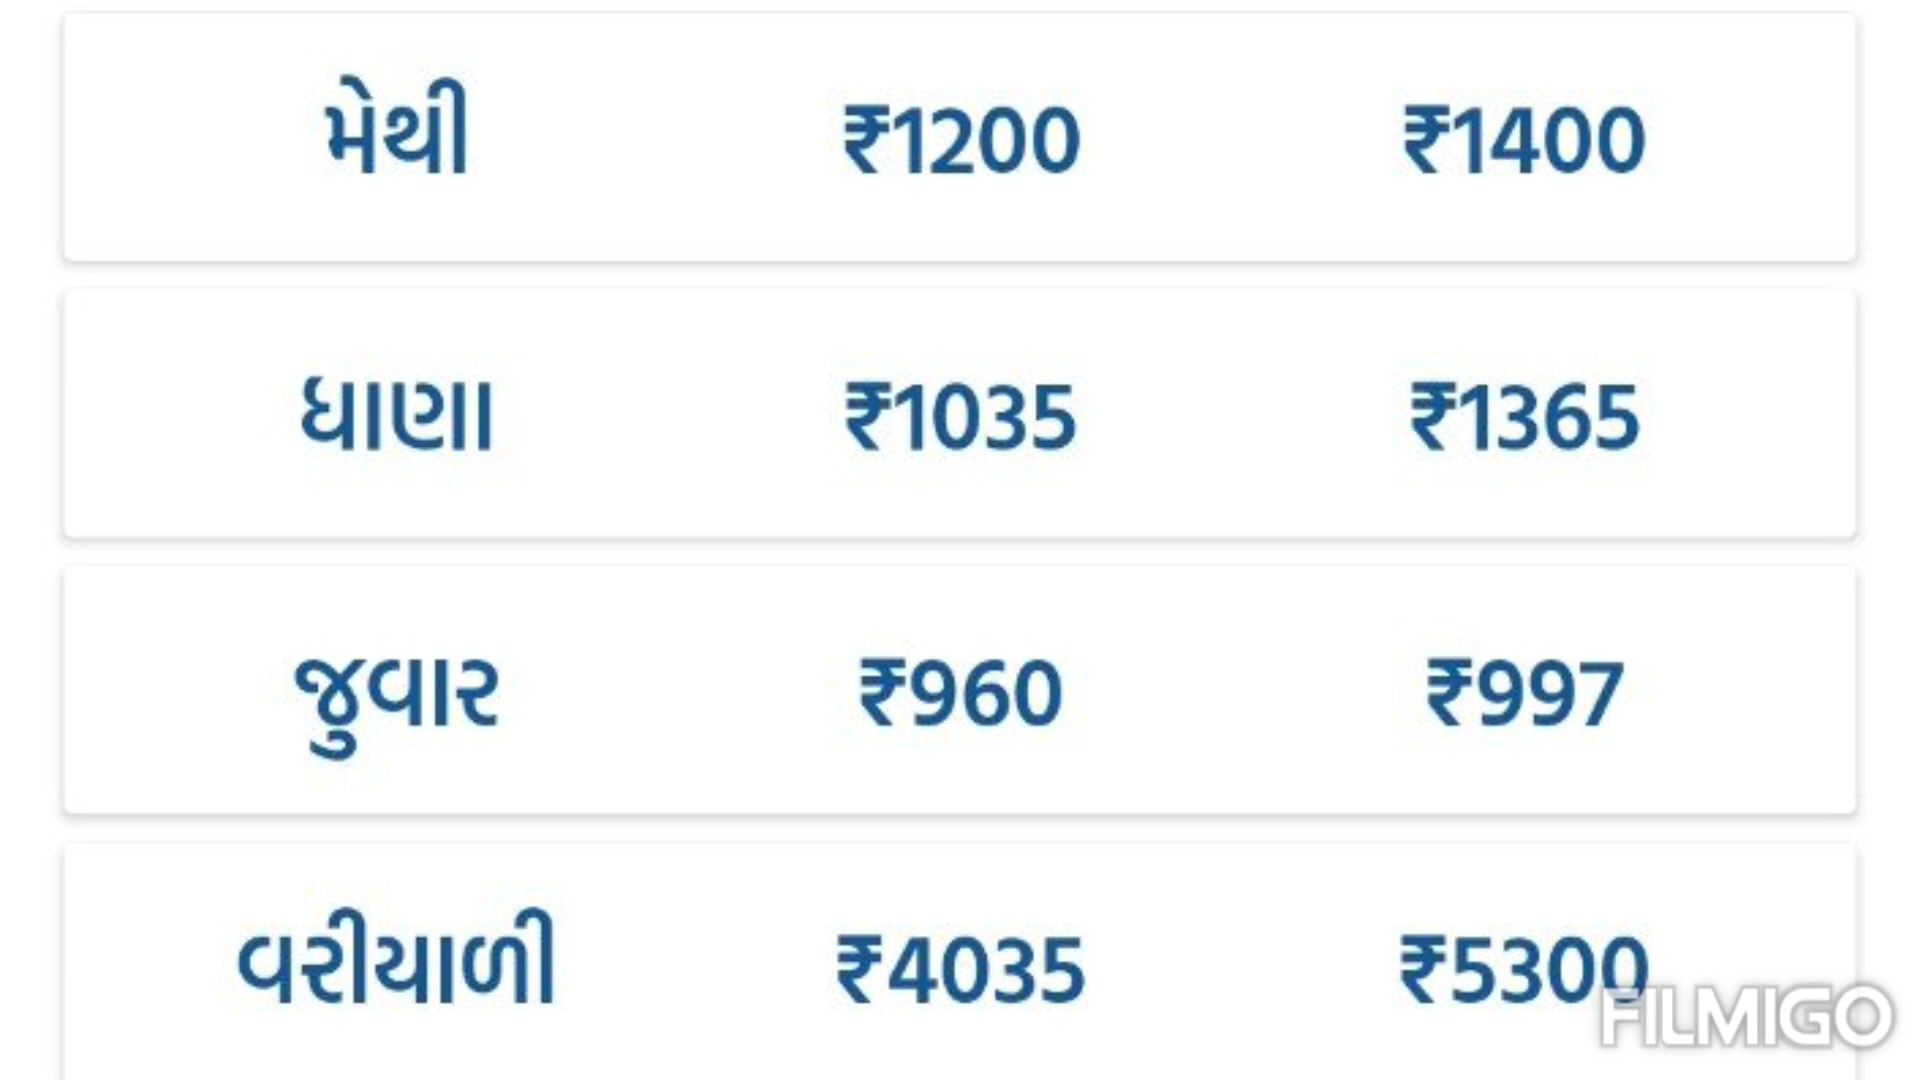 મેથી ₹1200 ₹1400
ધાણા ₹1035 ₹1365
જુવાર ₹960 ₹997
વરીયાળી ₹4035 ₹5300
FILMIGO